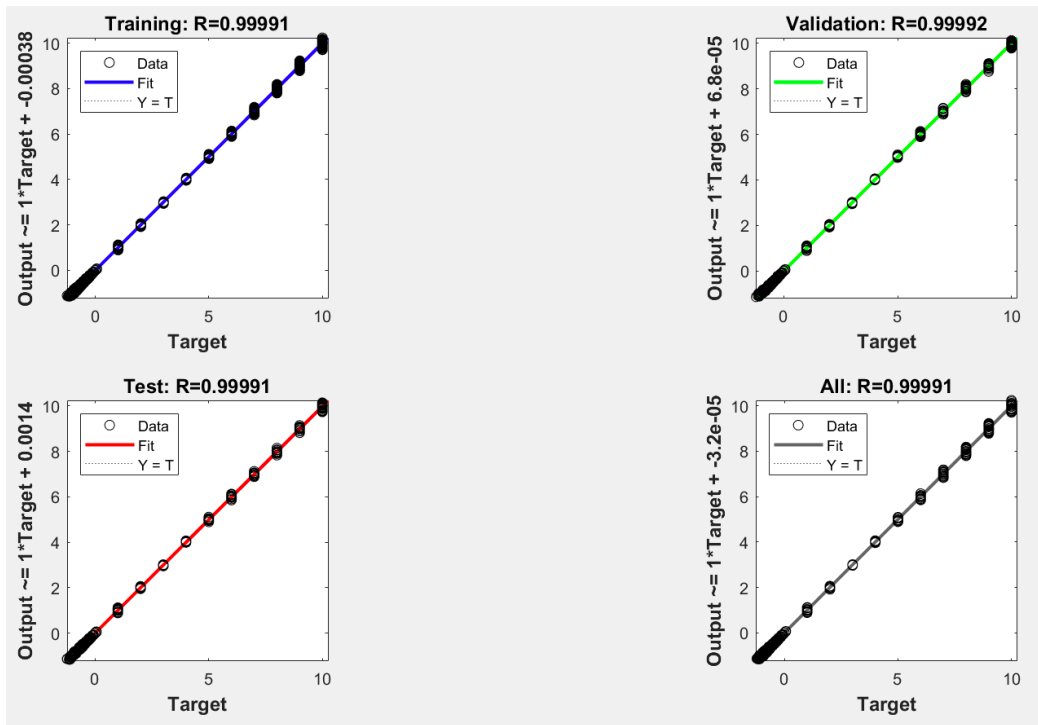 Training: R=0.99991
Output ~= 1*Target + -0.00038
10
8
6
4
2
0
Data
Fit
Y = T
0 5 10
Target
Validation: R=0.99992
Output ~= 1*Target + 6.8e-05
10
8
6
4
2
0
Data
Fit
Y = T
0 5 10
Target
Test: R=0.99991
Output ~= 1*Target + 0.0014
10
8
6
4
2
0
Data
Fit
Y = T
0 5 10
Target
All: R=0.99991
Output ~= 1*Target + -3.2e-05
10
8
6
4
2
0
Data
Fit
Y = T
0 5 10
Target